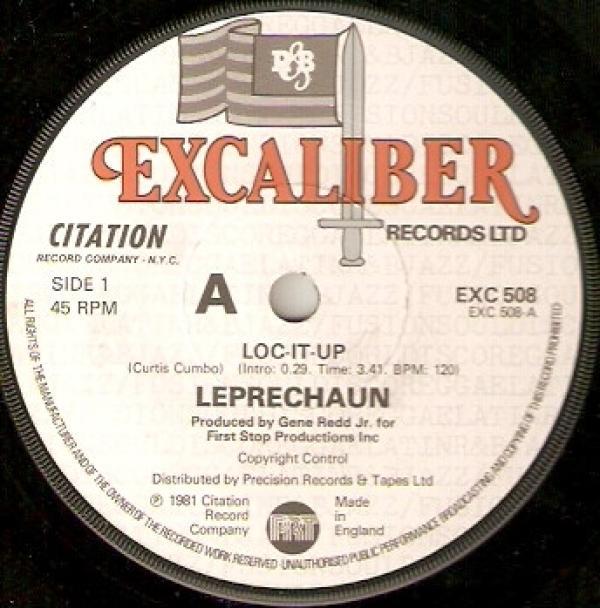 R&B
EXCALIBER
RECORDS LTD
CITATION
RECORD COMPANY - N.Y.C.
SIDE 1
45 RPM
A
EXC 508
EXC 508-A
LOC-IT-UP
(Curtis Cumbo) (Intro: 0.29. Time: 3.41. BPM: 120)
LEPRECHAUN
Produced by Gene Redd Jr. for
First Stop Productions Inc
Copyright Control
Distributed by Precision Records & Tapes Ltd
℗ 1981 Citation
Record
Company
PRT
Made
in
England
ALL RIGHTS OF THE MANUFACTURER AND OF THE OWNER OF THE RECORDED WORK RESERVED · UNAUTHORISED PUBLIC PERFORMANCE BROADCASTING AND COPYING OF THIS RECORD PROHIBITED